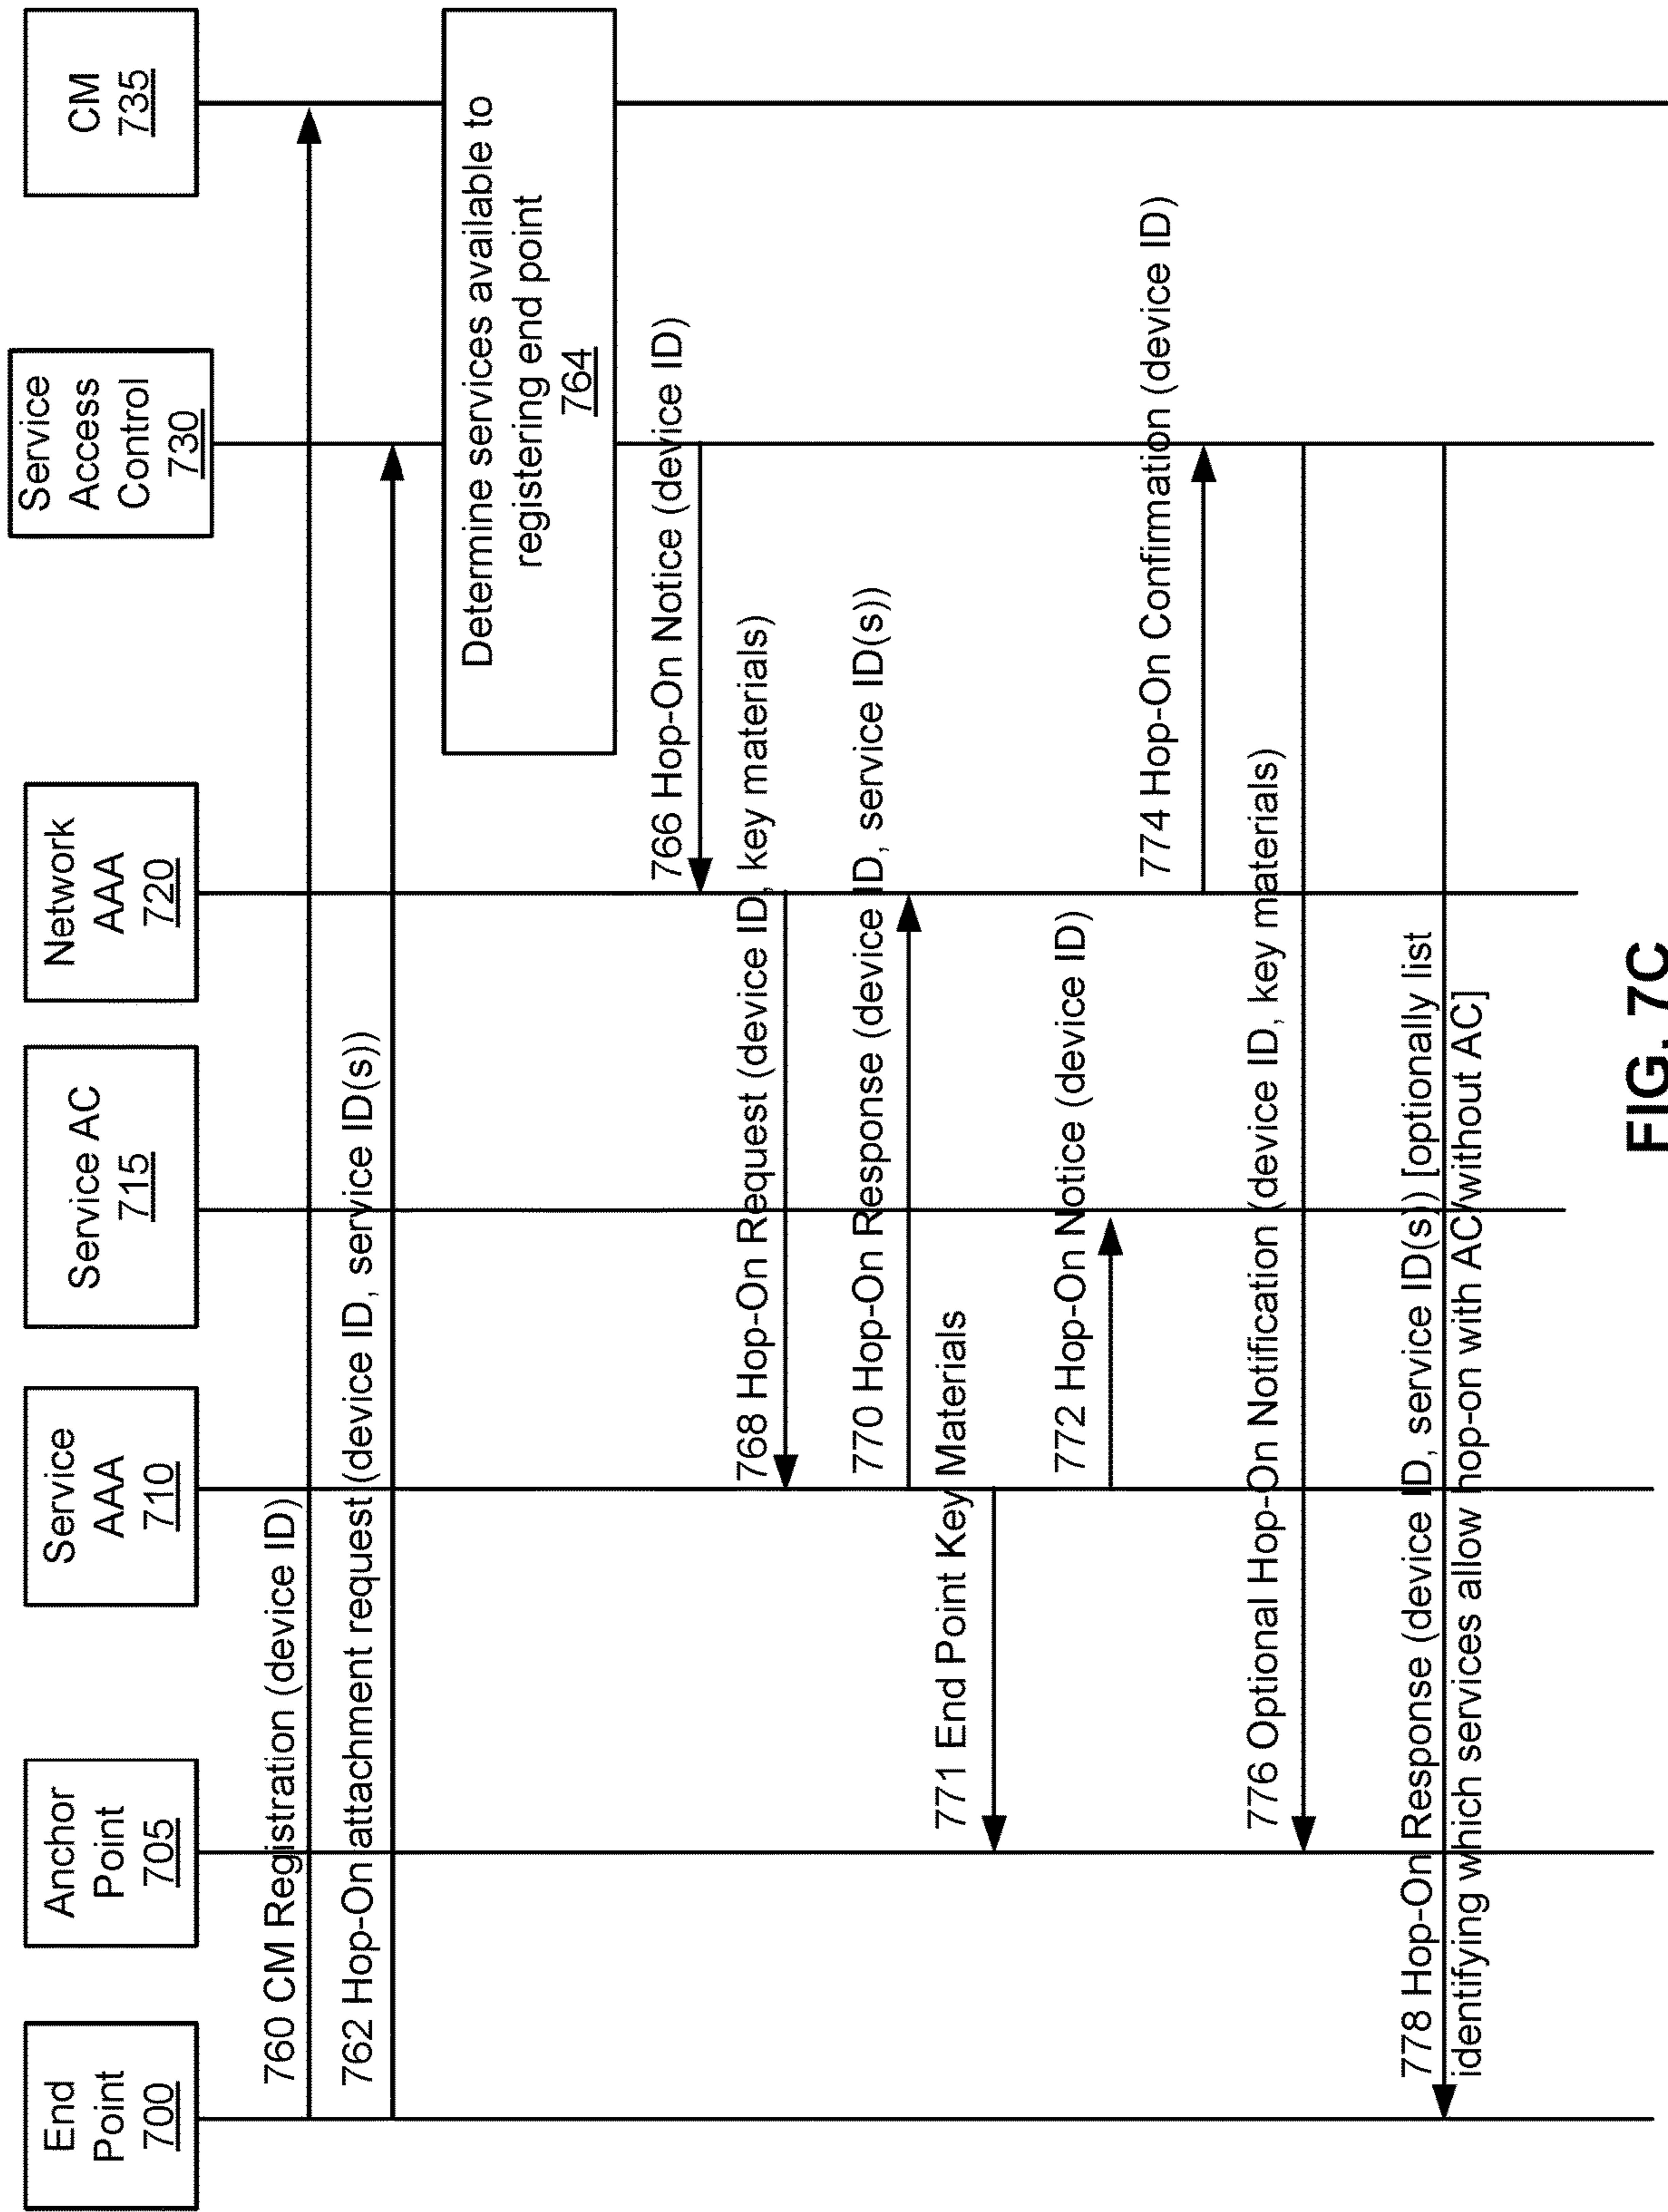 End
Point
700
Anchor
Point
705
Service
AAA
710
Service AC
715
Network
AAA
720
Service
Access
Control
730
CM
735
760 CM Registration (device ID)
762 Hop-On attachment request (device ID, service ID(s))
Determine services available to
registering end point
764
766 Hop-On Notice (device ID)
768 Hop-On Request (device ID, key materials)
770 Hop-On Response (device ID, service ID(s))
771 End Point Key Materials
772 Hop-On Notice (device ID)
774 Hop-On Confirmation (device ID)
776 Optional Hop-On Notification (device ID, key materials)
778 Hop-On Response (device ID, service ID(s) [optionally list
identifying which services allow hop-on with AC/without AC]
FIG. 7C